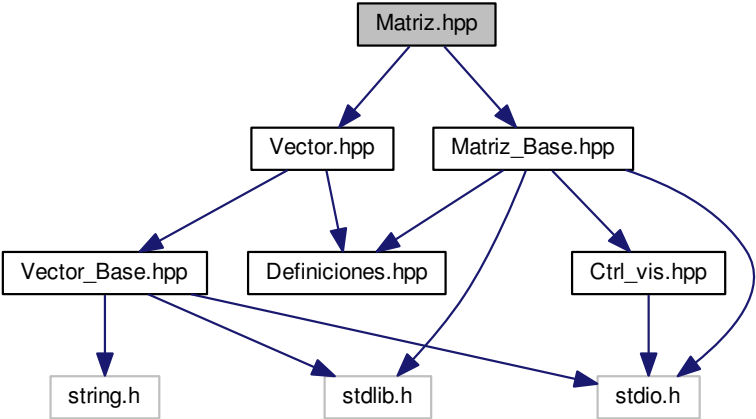 Matriz.hpp
Vector.hpp
Matriz_Base.hpp
Vector_Base.hpp
Definiciones.hpp
Ctrl_vis.hpp
string.h
stdlib.h
stdio.h